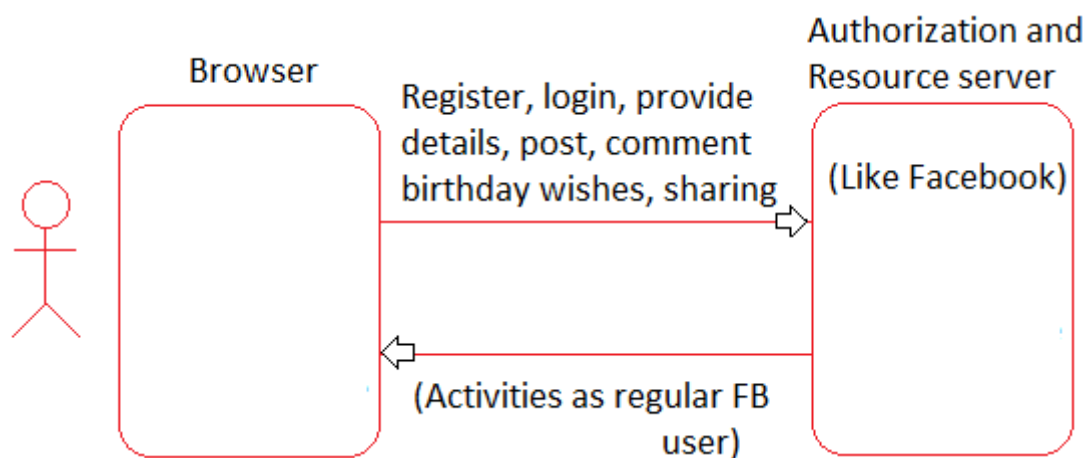 Browser
Register, login, provide
details, post, comment
birthday wishes, sharing
Authorization and
Resource server
(Like Facebook)
(Activities as regular FB
user)